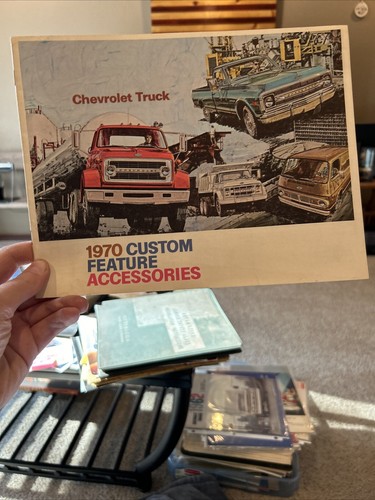 Chevrolet Truck
1970 CUSTOM
FEATURE
ACCESSORIES